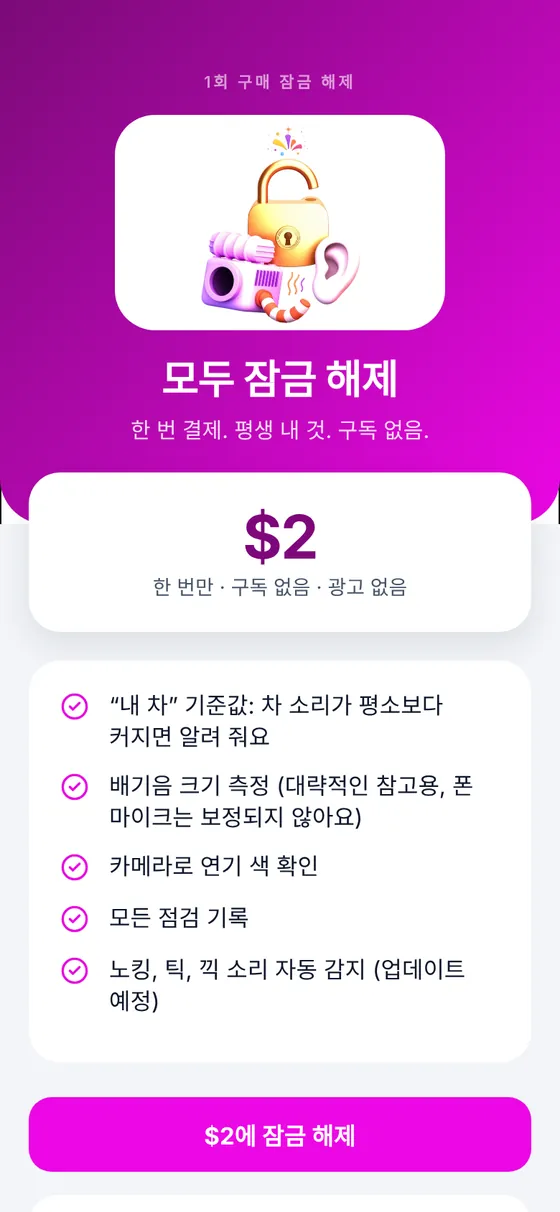 1회 구매 잠금 해제
모두 잠금 해제
한 번 결제. 평생 내 것. 구독 없음.
$2
한 번만 · 구독 없음 · 광고 없음
“내 차” 기준값: 차 소리가 평소보다
커지면 알려 줘요
배기음 크기 측정 (대략적인 참고용, 폰
마이크는 보정되지 않아요)
카메라로 연기 색 확인
모든 점검 기록
노킹, 틱, 끽 소리 자동 감지 (업데이트
예정)
$2에 잠금 해제